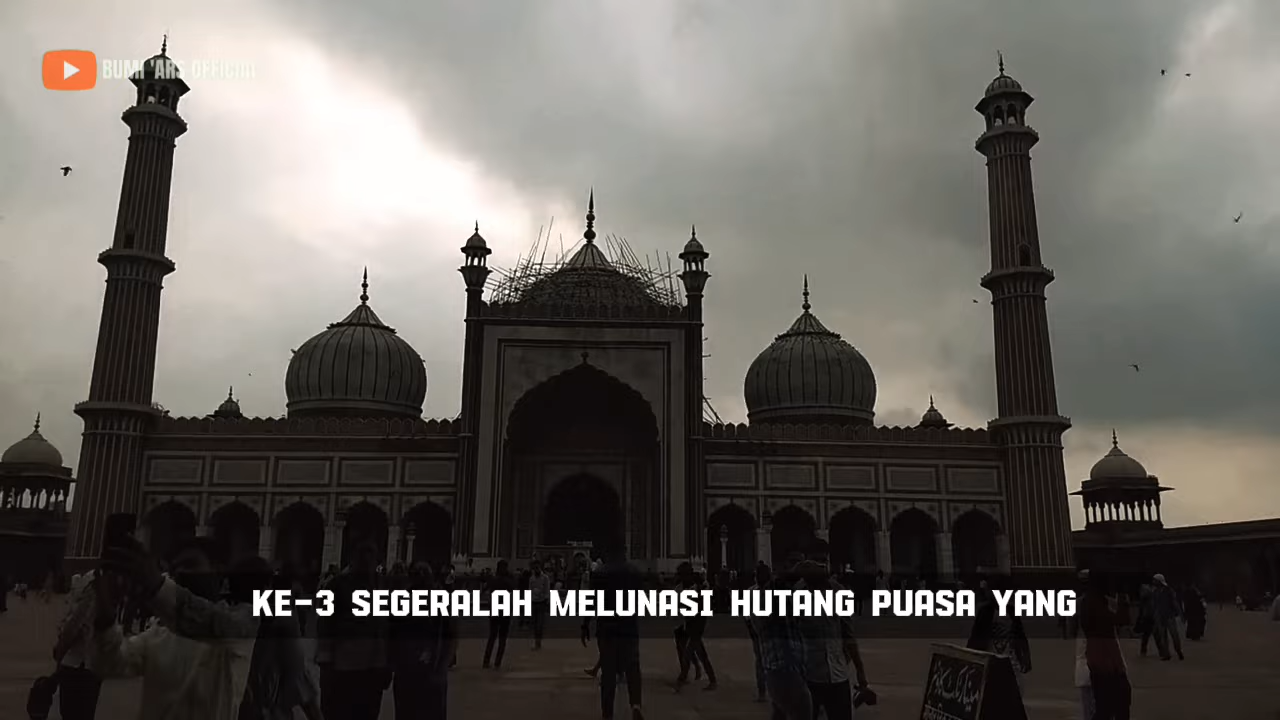 BUMI 'ARS OFFICIAL
KE-3 SEGERALAH MELUNASI HUTANG PUASA YANG